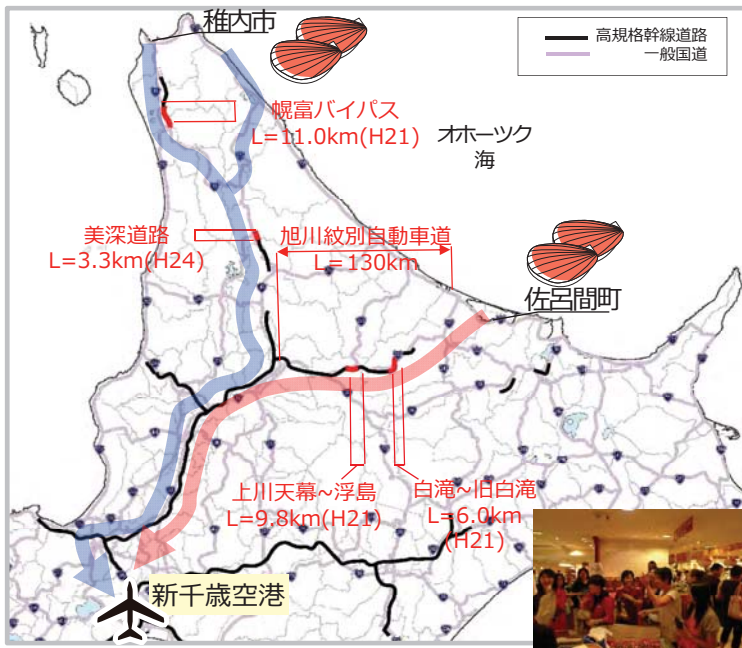 稚内市
高規格幹線道路
一般国道
幌富バイパス
L=11.0km(H21)
オホーツク
海
美深道路
L=3.3km(H24)
旭川紋別自動車道
L=130km
佐呂間町
上川天幕~浮島
L=9.8km(H21)
白滝~旧白滝
L=6.0km
(H21)
新千歳空港